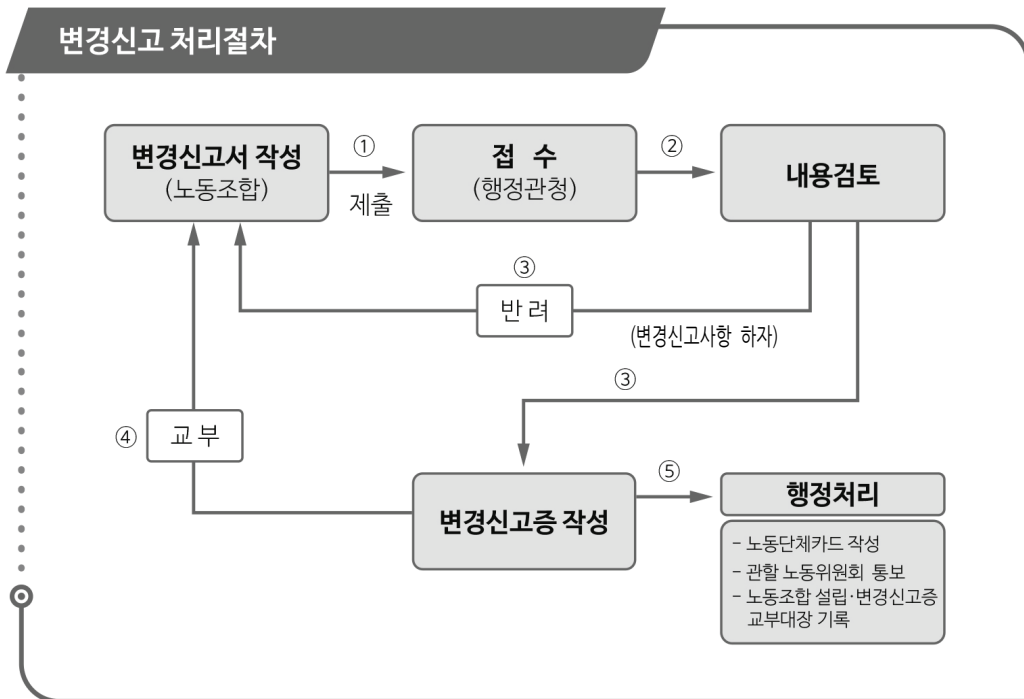 변경신고 처리절차
변경신고서 작성
(노동조합)
①
제출
접 수
(행정관청)
②
내용검토
③
반 려
(변경신고사항 하자)
③
④
교 부
변경신고증 작성
⑤
행정처리
- 노동단체카드 작성
- 관할 노동위원회 통보
- 노동조합 설립·변경신고증
교부대장 기록